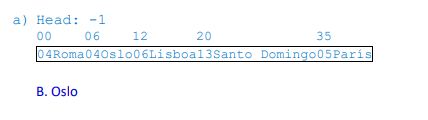 a) Head: -1
00 06 12 20 35
04Roma04Oslo06Lisboa13Santo Domingo05París
B. Oslo